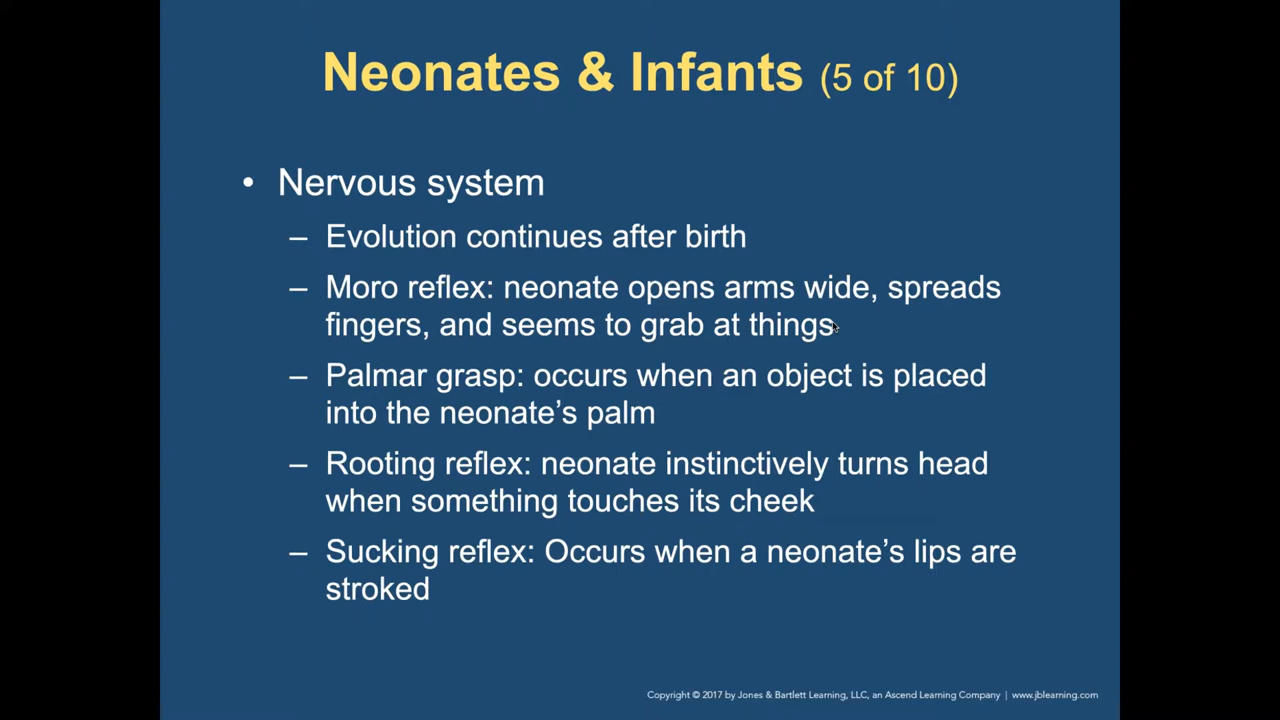 Neonates & Infants (5 of 10)
• Nervous system
– Evolution continues after birth
– Moro reflex: neonate opens arms wide, spreads
fingers, and seems to grab at things
– Palmar grasp: occurs when an object is placed
into the neonate’s palm
– Rooting reflex: neonate instinctively turns head
when something touches its cheek
– Sucking reflex: Occurs when a neonate’s lips are
stroked
Copyright © 2017 by Jones & Bartlett Learning, LLC, an Ascend Learning Company | www.jblearning.com